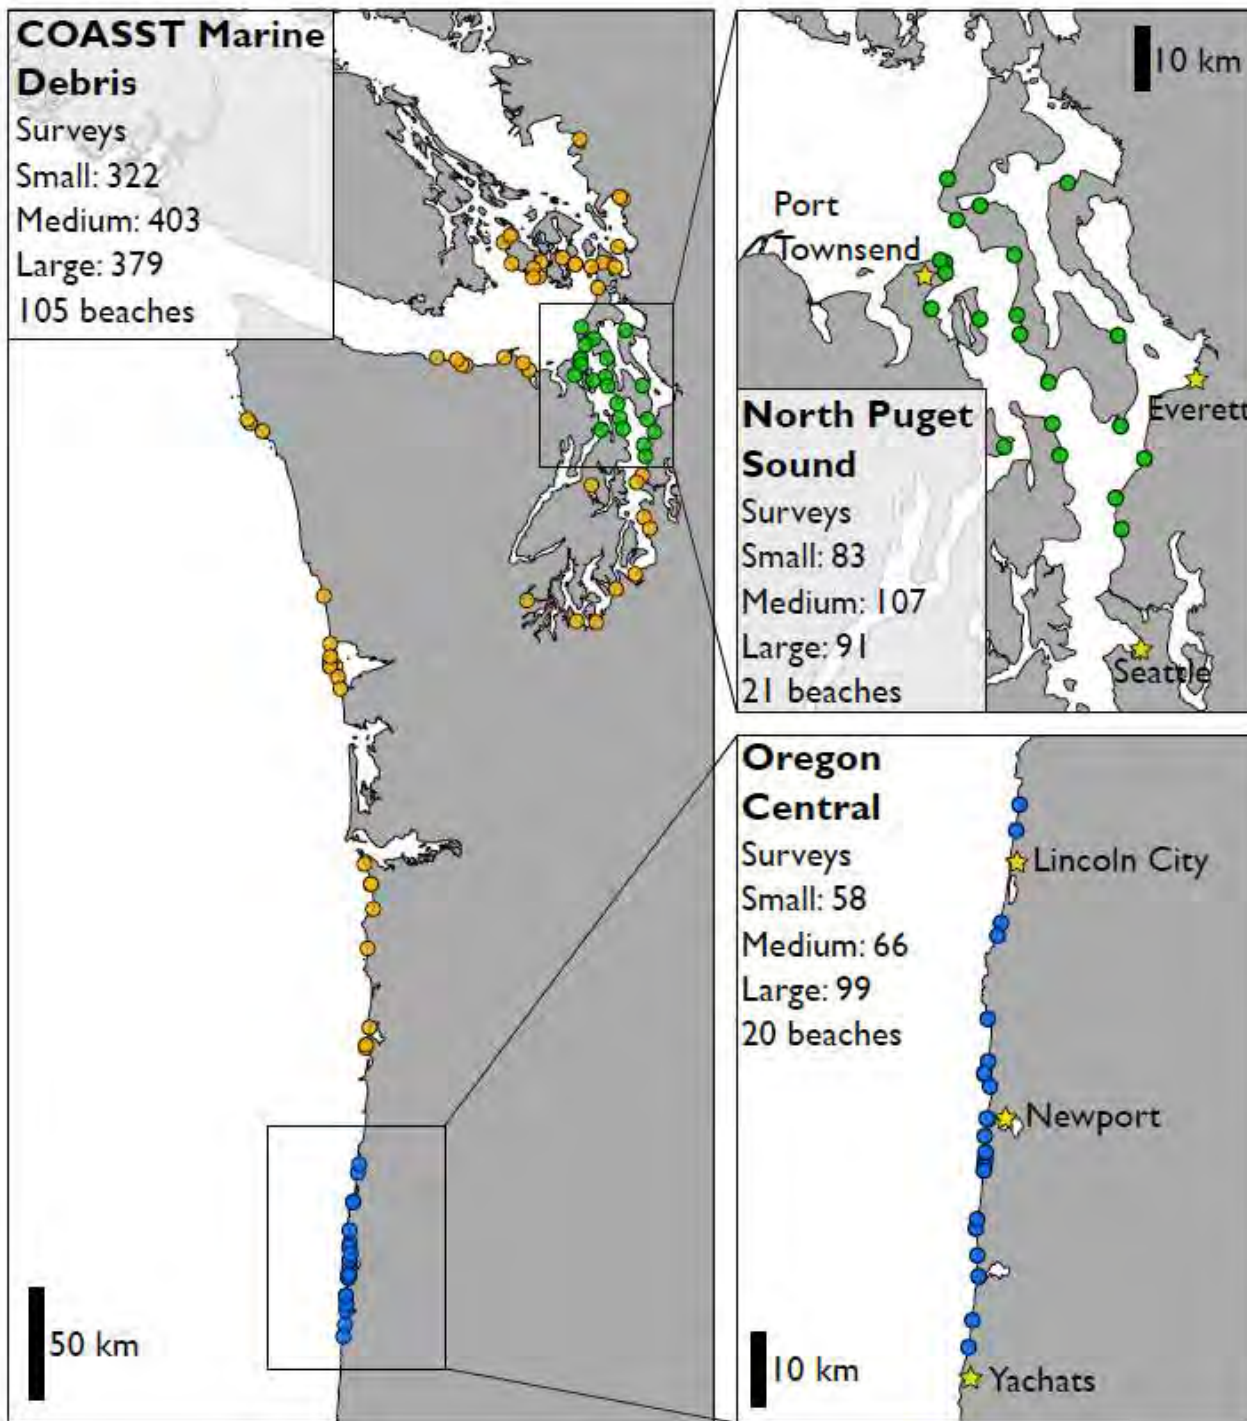 COASST Marine
Debris
Surveys
Small: 322
Medium: 403
Large: 379
105 beaches
50 km
10 km
Port
Townsend
Everett
Seattle
North Puget
Sound
Surveys
Small: 83
Medium: 107
Large: 91
21 beaches
Oregon
Central
Surveys
Small: 58
Medium: 66
Large: 99
20 beaches
Lincoln City
Newport
Yachats
10 km